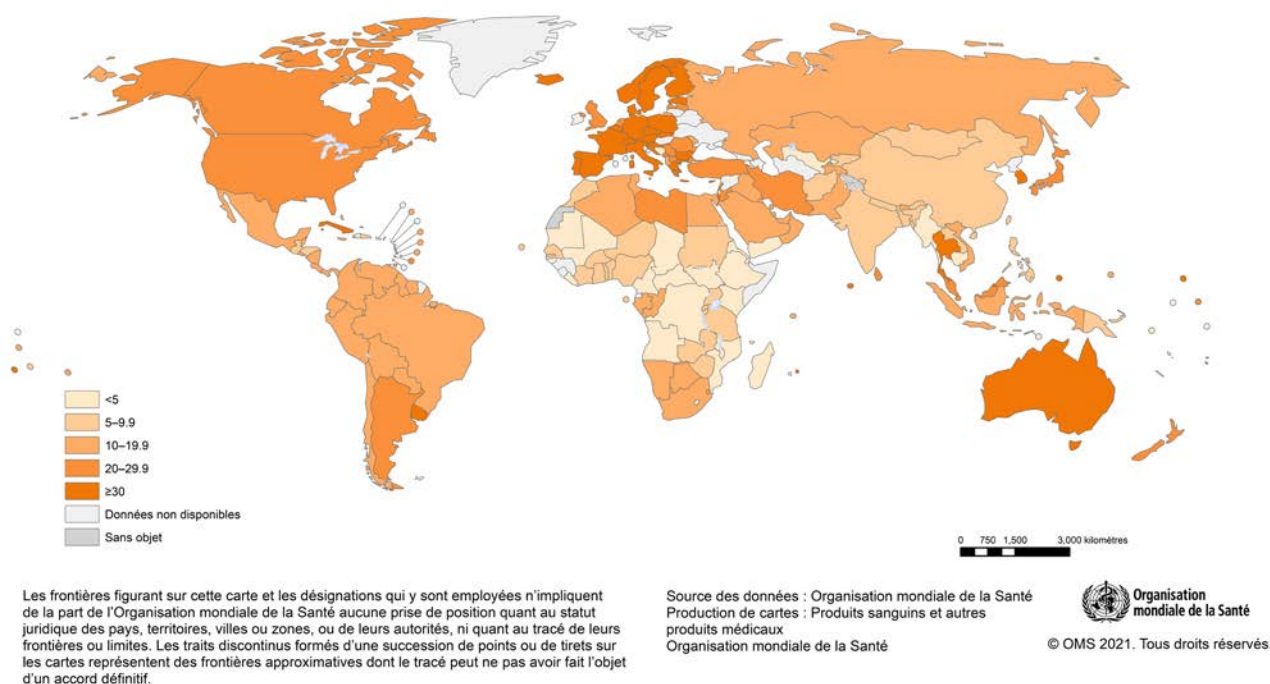 <5
5–9.9
10–19.9
20–29.9
≥30
Données non disponibles
Sans objet
0 750 1,500 3,000 kilomètres
Les frontières figurant sur cette carte et les désignations qui y sont employées n’impliquent
de la part de l’Organisation mondiale de la Santé aucune prise de position quant au statut
juridique des pays, territoires, villes ou zones, ou de leurs autorités, ni quant au tracé de leurs
frontières ou limites. Les traits discontinus formés d’une succession de points ou de tirets sur
les cartes représentent des frontières approximatives dont le tracé peut ne pas avoir fait l’objet
d’un accord définitif.
Source des données : Organisation mondiale de la Santé
Production de cartes : Produits sanguins et autres
produits médicaux
Organisation mondiale de la Santé
Organisation
mondiale de la Santé
© OMS 2021. Tous droits réservés.